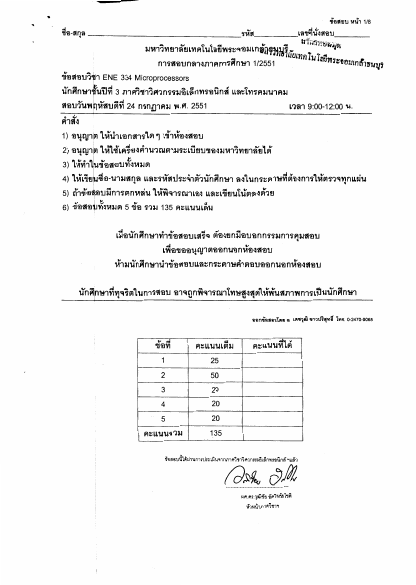 ข้อสอบ หน้า 1/8
ชื่อ-สกุล รหัส เลขที่นั่งสอบ
มหาวิทยาลัยเทคโนโลยีพระจอมเกล้าธนบุรี
การสอบกลางภาคการศึกษา 1/2551
ข้อสอบวิชา ENE 334 Microprocessors
นักศึกษาชั้นปีที่ 3 ภาควิชาวิศวกรรมอิเล็กทรอนิกส์ และโทรคมนาคม
สอบวันพฤหัสบดีที่ 24 กรกฎาคม พ.ศ. 2551 เวลา 9:00-12:00 น.
คำสั่ง
1) อนุญาต ให้นำเอกสารใด ๆ เข้าห้องสอบ
2) อนุญาต ให้ใช้เครื่องคำนวณตามระเบียบของมหาวิทยาลัยได้
3) ให้ทำในข้อสอบทั้งหมด
4) ให้เขียนชื่อ-นามสกุล และรหัสประจำตัวนักศึกษา ลงในกระดาษที่ต้องการให้ตรวจทุกแผ่น
5) ถ้าข้อสอบมีการตกหล่น ให้พิจารณาเอง และเขียนโน้ตลงด้วย
6) ข้อสอบทั้งหมด 5 ข้อ รวม 135 คะแนนเต็ม
เมื่อนักศึกษาทำข้อสอบเสร็จ ต้องยกมือบอกกรรมการคุมสอบ
เพื่อขออนุญาตออกนอกห้องสอบ
ห้ามนักศึกษานำข้อสอบและกระดาษคำตอบออกนอกห้องสอบ
นักศึกษาที่ทุจริตในการสอบ อาจถูกพิจารณาโทษสูงสุดให้พ้นสภาพการเป็นนักศึกษา
ออกข้อสอบโดย อ. เดชวุฒิ ขาวบริสุทธิ์ โทร. 0-2470-9068
ข้อที่ คะแนนเต็ม คะแนนที่ได้
1 25
2 50
3 20
4 20
5 20
คะแนนรวม 135
ข้อสอบนี้ได้ผ่านการประเมินจากภาควิชาวิศวกรรมอิเล็กทรอนิกส์ ฯ แล้ว
หัวหน้าภาควิชาฯ